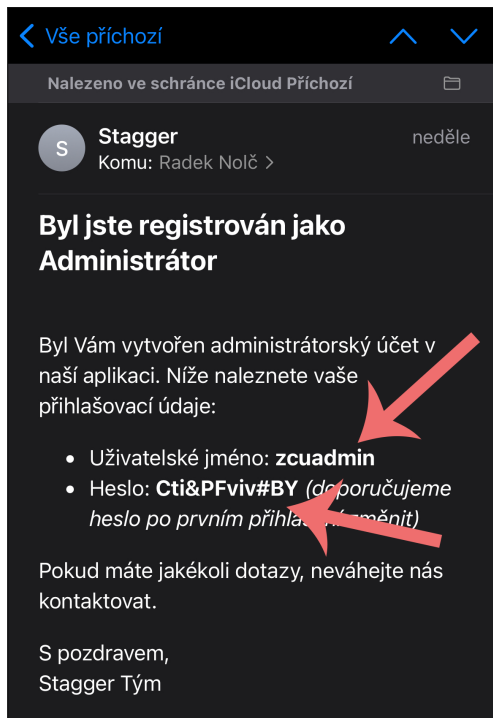 Vše příchozí
Nalezeno ve schránce iCloud Příchozí
S
Stagger
neděle
Komu: Radek Nolč
Byl jste registrován jako
Administrátor
Byl Vám vytvořen administrátorský účet v
naší aplikaci. Níže naleznete vaše
přihlašovací údaje:
• Uživatelské jméno: zcuadmin
• Heslo: Cti&PFviv#BY (doporučujeme
heslo po prvním změnit)
Pokud máte jakékoli dotazy, neváhejte nás
kontaktovat.
S pozdravem,
Stagger Tým